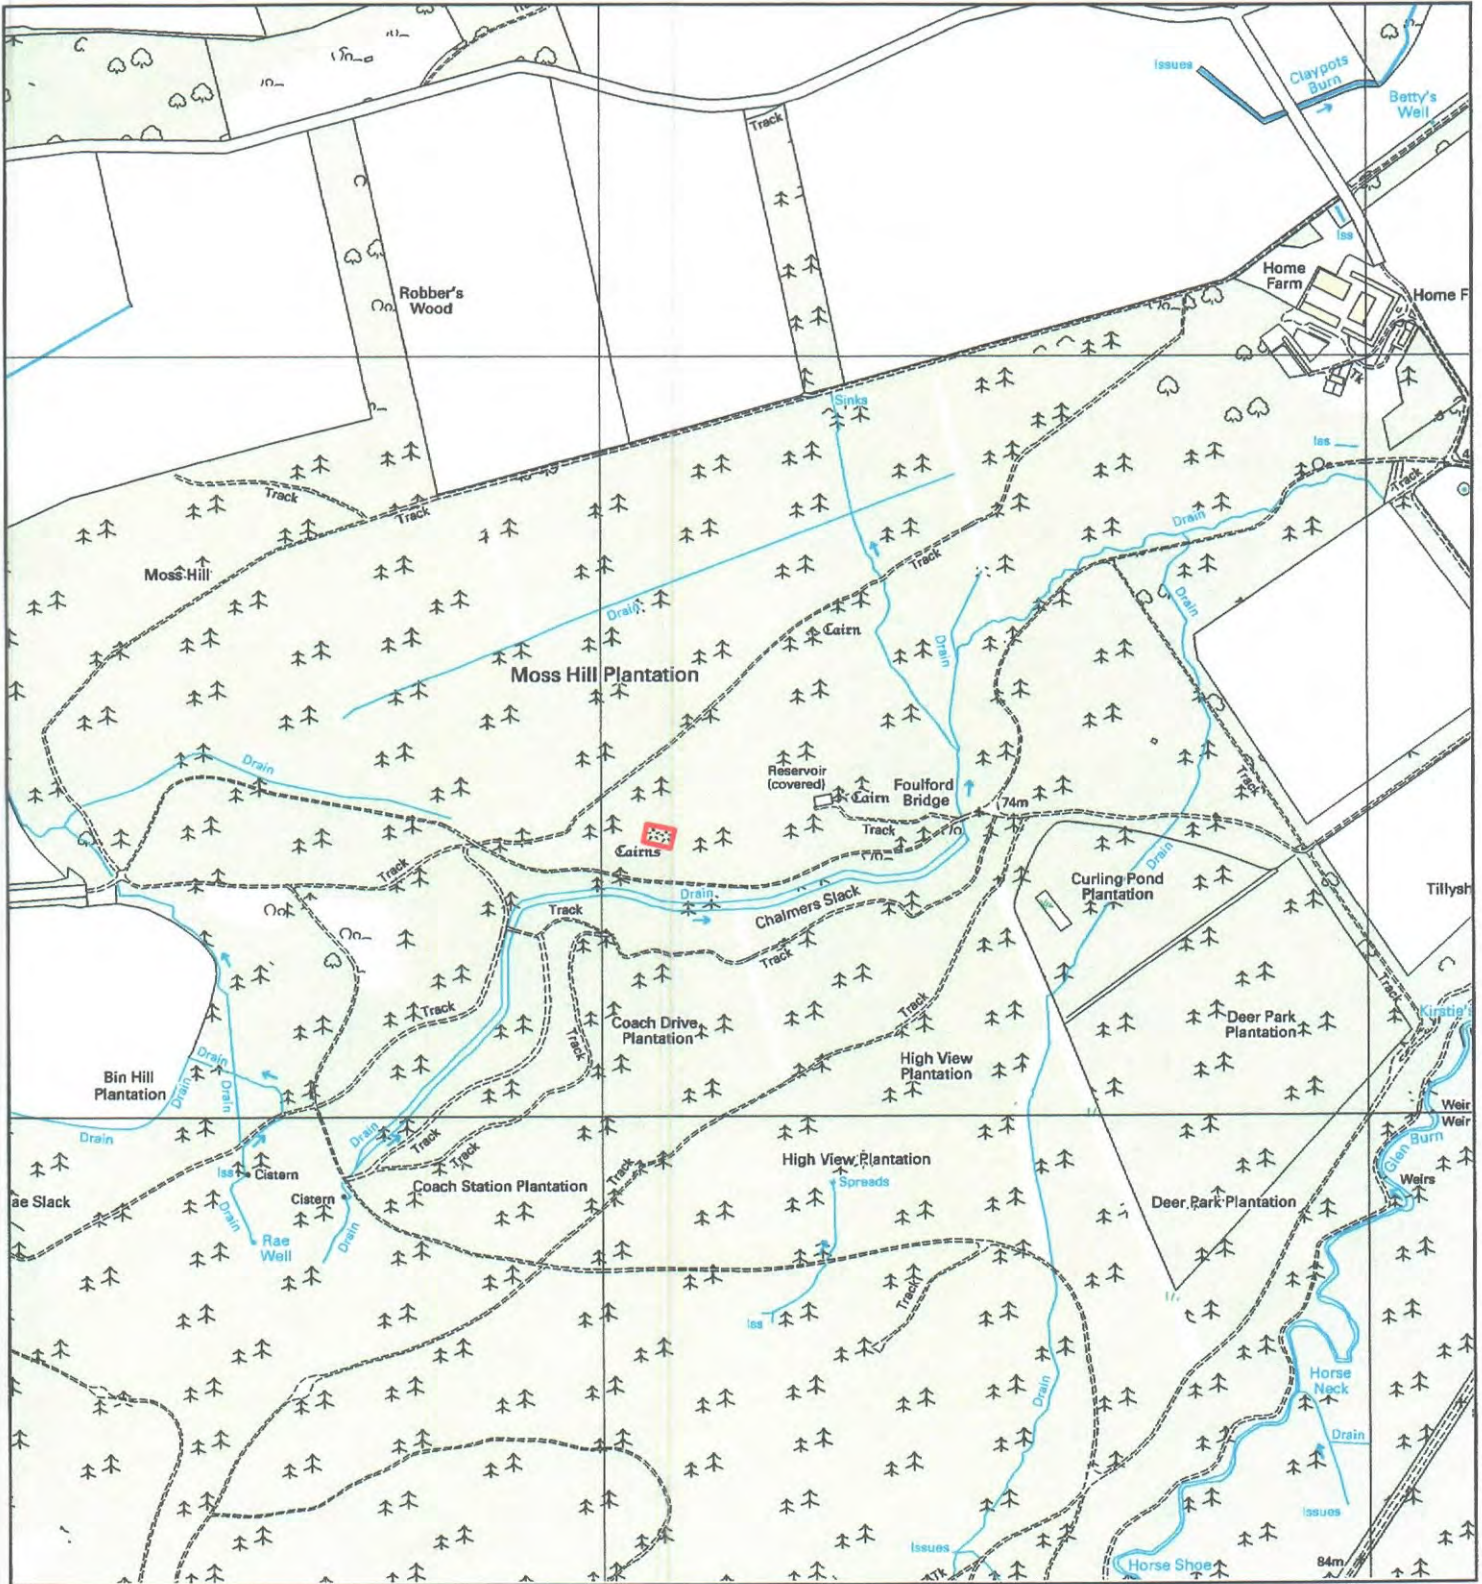 Issues
Claypots
Burn
Betty's
Well
Track
Iss
Home
Farm
Home F
Robber's
Wood
Sinks
Iss
Track
Track
Track
Drain
Moss Hill
Track
Drain
Drain
Cairn
Drain
Moss Hill Plantation
Drain
Track
Reservoir
(covered)
Cairn
Foulford
Bridge
74m
Track
Cairns
Drain
Track
Curling Pond
Plantation
Tillysh
Drain
Chalmers Slack
Track
Track
Track
Track
Track
Track
Coach Drive
Plantation
Deer Park
Plantation
Kirstie's
High View
Plantation
Drain
Bin Hill
Plantation
Drain
Drain
Weir
Weir
Drain
Drain
Track
Glen Burn
Iss
Cistern
Track
Track
High View Plantation
Spreads
Weirs
Cistern
Coach Station Plantation
Deer Park Plantation
ae Slack
Drain
Rae
Well
Drain
Track
Iss
Horse
Neck
Drain
Drain
Issues
Issues
Tk
Horse Shoe
84m
Tk